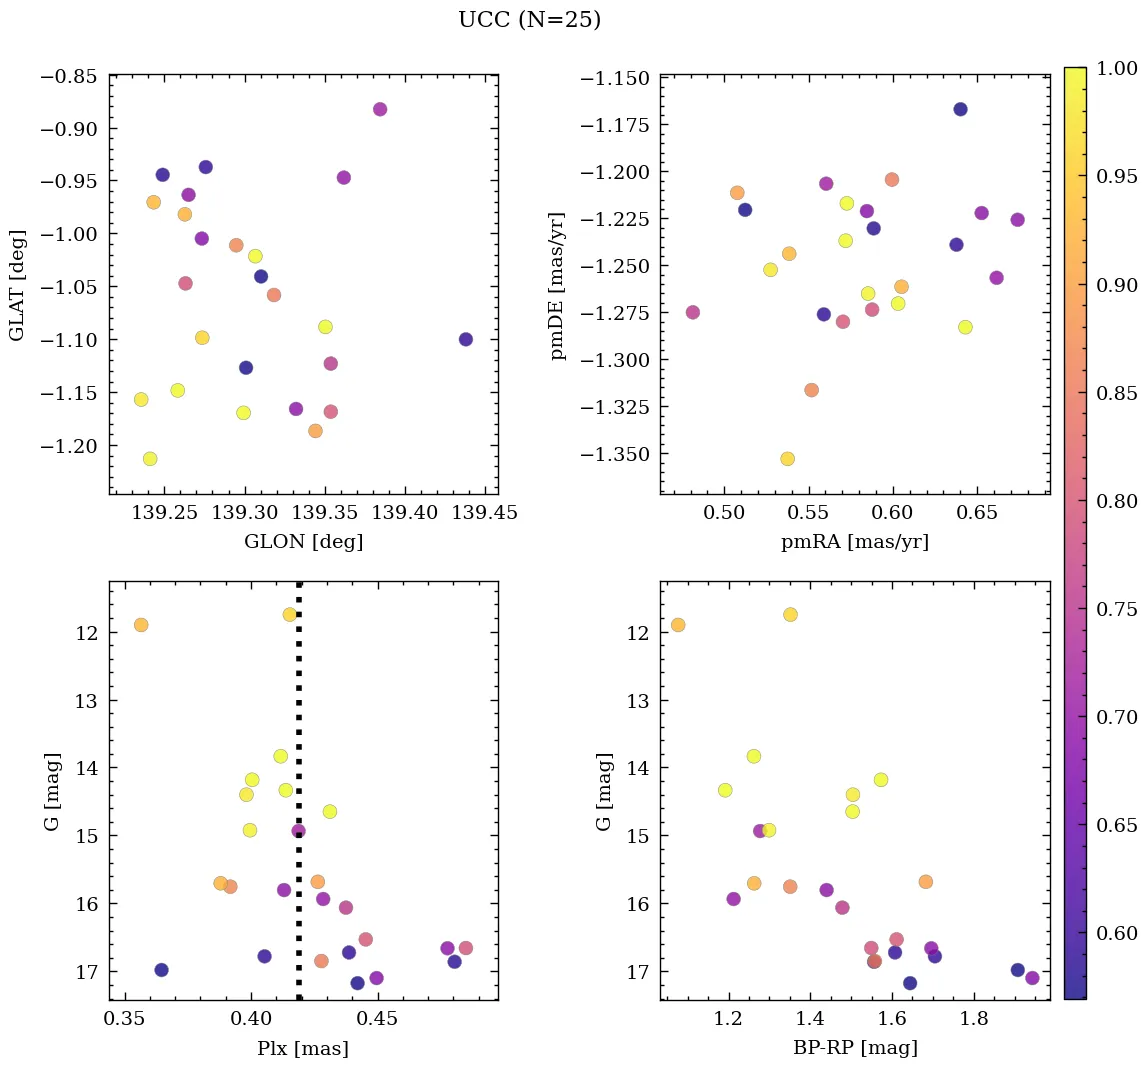 UCC (N=25)
−0.85
−0.90
−0.95
−1.00
−1.05
−1.10
−1.15
−1.20
GLAT [deg]
139.25 139.30 139.35 139.40 139.45
GLON [deg]
−1.150
−1.175
−1.200
−1.225
−1.250
−1.275
−1.300
−1.325
−1.350
pmDE [mas/yr]
0.50 0.55 0.60 0.65
pmRA [mas/yr]
12
13
14
15
16
17
G [mag]
0.35 0.40 0.45
Plx [mas]
12
13
14
15
16
17
G [mag]
1.2 1.4 1.6 1.8
BP-RP [mag]
1.00
0.95
0.90
0.85
0.80
0.75
0.70
0.65
0.60